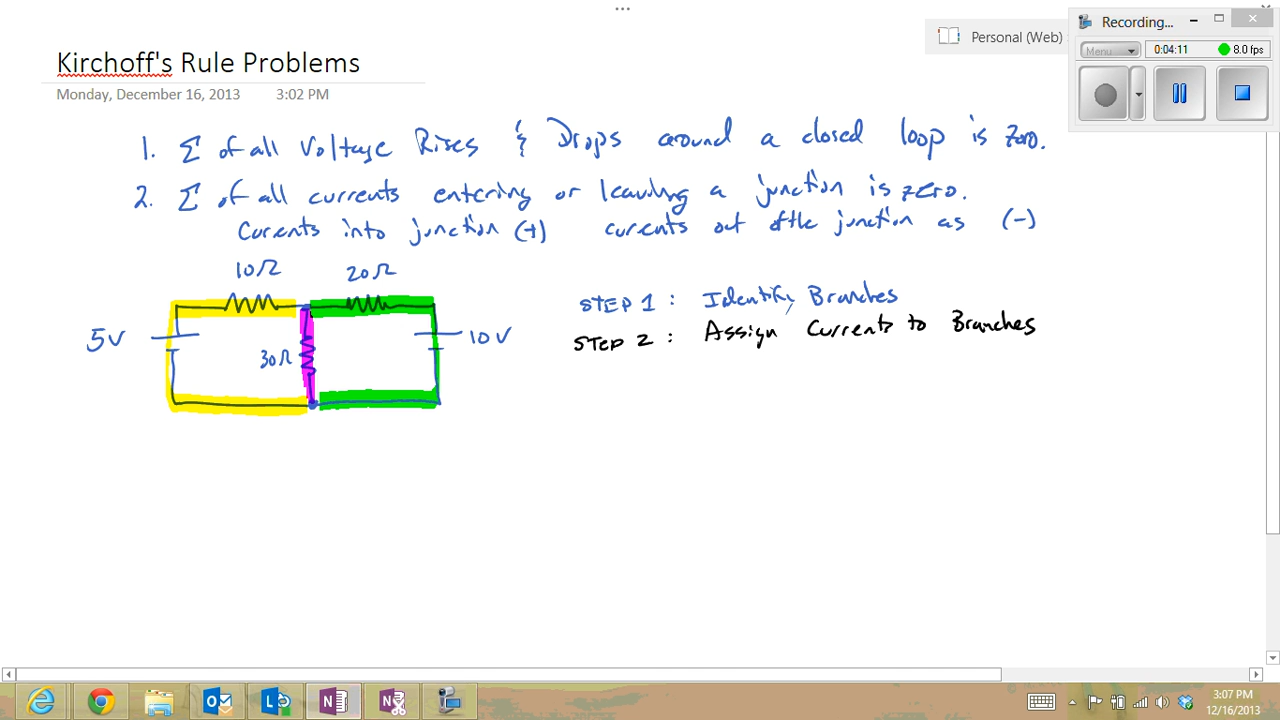 ...
Recording...
Personal (Web)
Menu
0:04:11
8.0 fps
Kirchoff's Rule Problems
Monday, December 16, 2013 3:02 PM
1. Σ of all Voltage Rises & Drops around a closed loop is zero.
2. Σ of all currents entering or leaving a junction is zero.
Currents into junction (+) currents out of the junction as (-)
10Ω
20Ω
STEP 1 : Identify Branches
STEP 2 : Assign Currents to Branches
5V
30Ω
10V
3:07 PM
12/16/2013